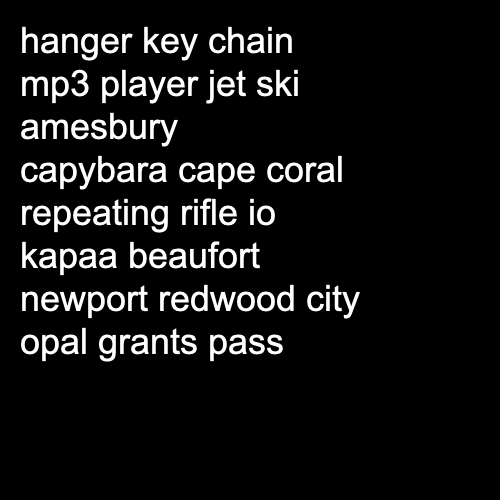 hanger key chain
mp3 player jet ski
amesbury
capybara cape coral
repeating rifle io
kapaa beaufort
newport redwood city
opal grants pass